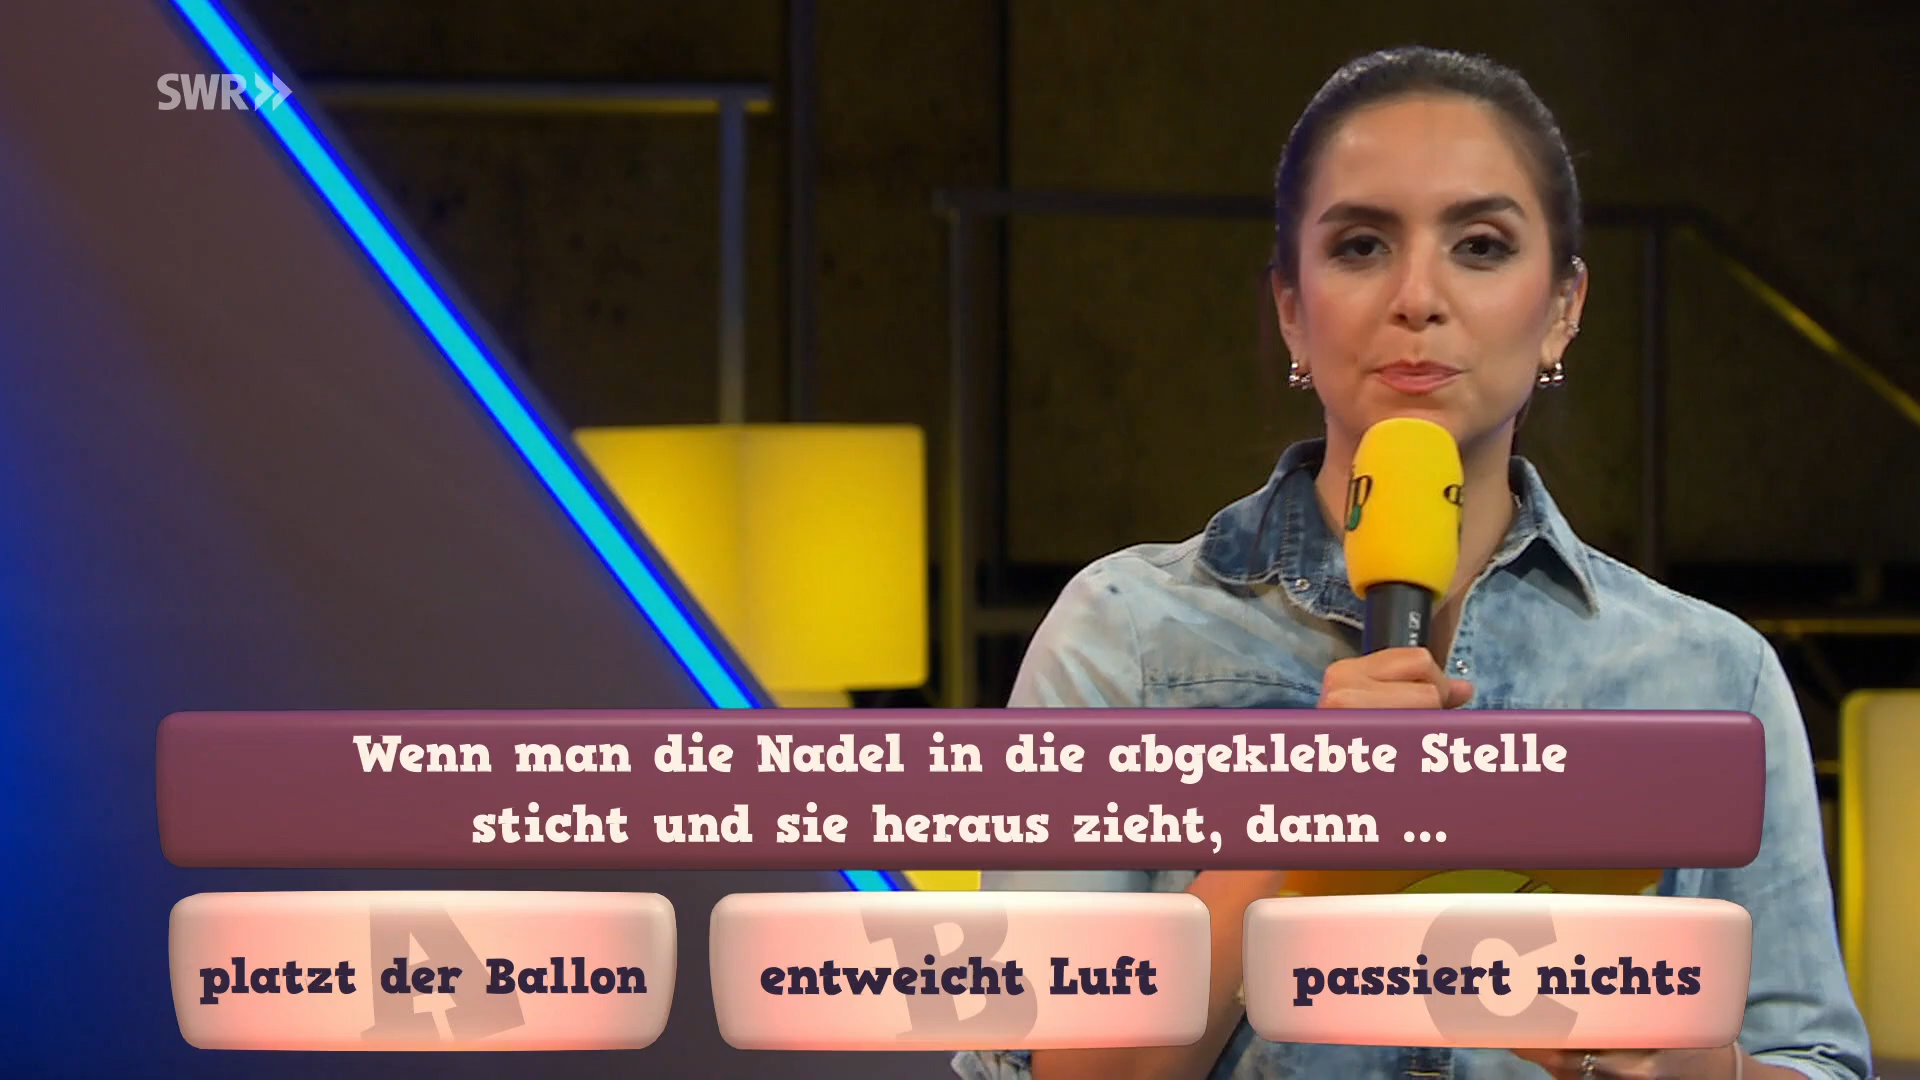 SWR
Wenn man die Nadel in die abgeklebte Stelle
sticht und sie heraus zieht, dann ...
A
platzt der Ballon
B
entweicht Luft
C
passiert nichts